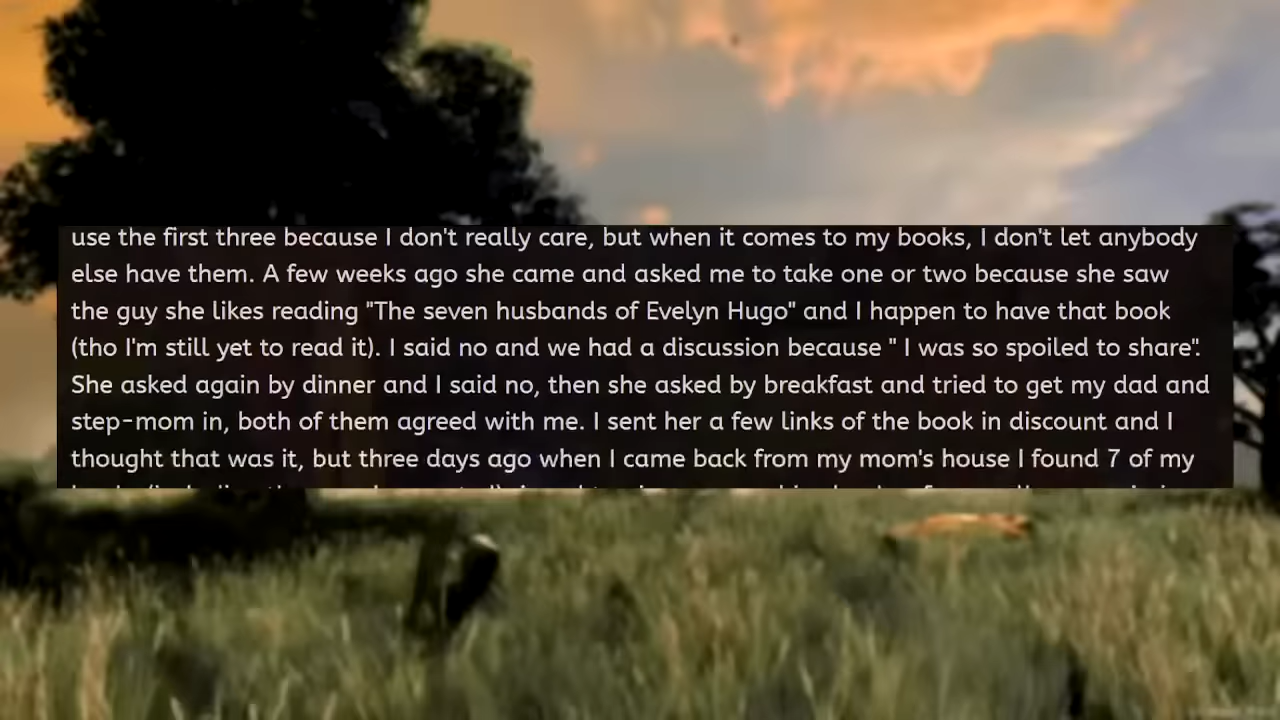 use the first three because I don't really care, but when it comes to my books, I don't let anybody
else have them. A few weeks ago she came and asked me to take one or two because she saw
the guy she likes reading "The seven husbands of Evelyn Hugo" and I happen to have that book
(tho I'm still yet to read it). I said no and we had a discussion because " I was so spoiled to share".
She asked again by dinner and I said no, then she asked by breakfast and tried to get my dad and
step-mom in, both of them agreed with me. I sent her a few links of the book in discount and I
thought that was it, but three days ago when I came back from my mom's house I found 7 of my